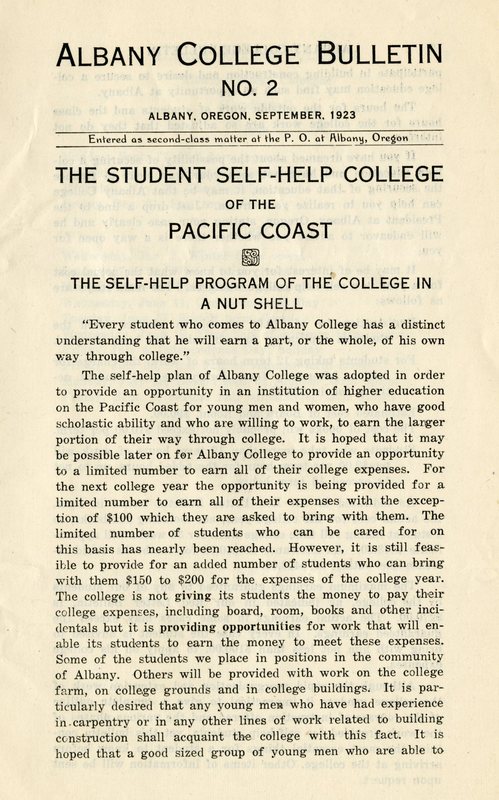 ALBANY COLLEGE BULLETIN
NO. 2
ALBANY, OREGON, SEPTEMBER, 1923
Entered as second-class matter at the P. O. at Albany, Oregon
THE STUDENT SELF-HELP COLLEGE
OF THE
PACIFIC COAST
THE SELF-HELP PROGRAM OF THE COLLEGE IN
A NUT SHELL
"Every student who comes to Albany College has a distinct
understanding that he will earn a part, or the whole, of his own
way through college."
The self-help plan of Albany College was adopted in order
to provide an opportunity in an institution of higher education
on the Pacific Coast for young men and women, who have good
scholastic ability and who are willing to work, to earn the larger
portion of their way through college. It is hoped that it may
be possible later on for Albany College to provide an opportunity
to a limited number to earn all of their college expenses. For
the next college year the opportunity is being provided for a
limited number to earn all of their expenses with the excep-
tion of $100 which they are asked to bring with them. The
limited number of students who can be cared for on
this basis has nearly been reached. However, it is still feas-
ible to provide for an added number of students who can bring
with them $150 to $200 for the expenses of the college year.
The college is not giving its students the money to pay their
college expenses, including board, room, books and other inci-
dentals but it is providing opportunities for work that will en-
able its students to earn the money to meet these expenses.
Some of the students we place in positions in the community
of Albany. Others will be provided with work on the college
farm, on college grounds and in college buildings. It is par-
ticularly desired that any young men who have had experience
in carpentry or in any other lines of work related to building
construction shall acquaint the college with this fact. It is
hoped that a good sized group of young men who are able to